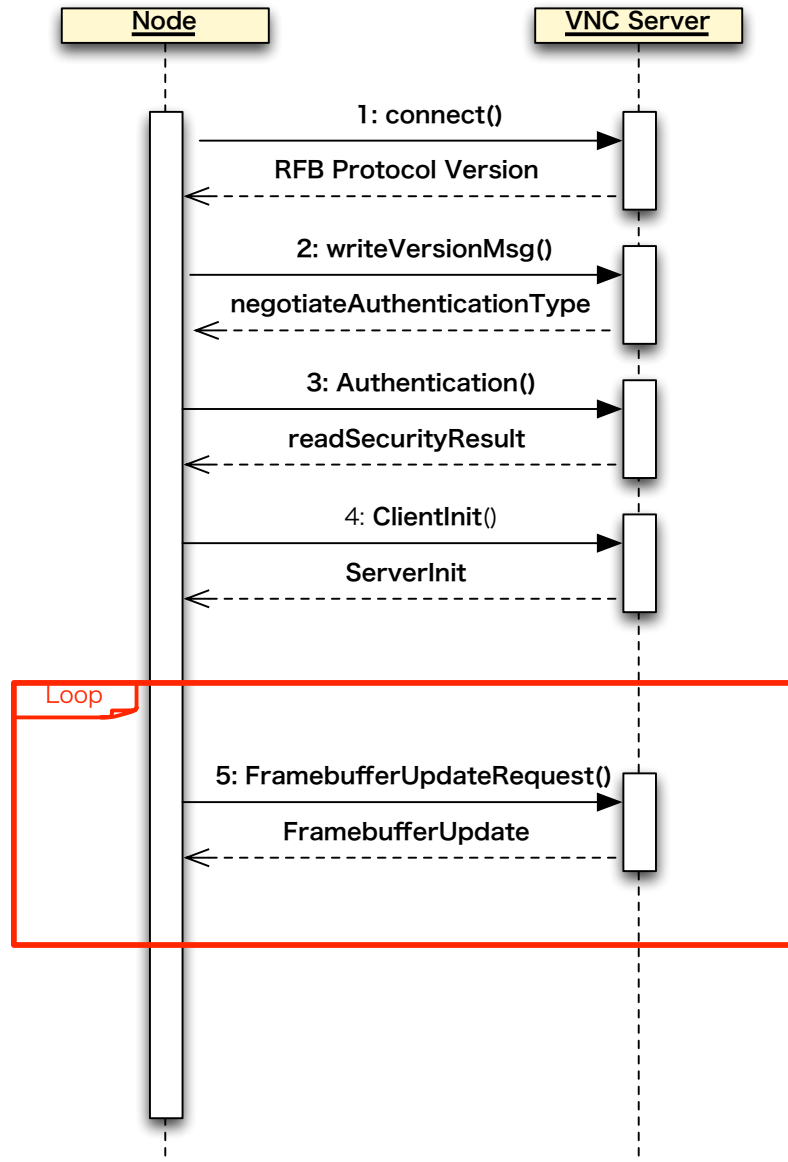 Node
VNC Server
1: connect()
RFB Protocol Version
2: writeVersionMsg()
negotiateAuthenticationType
3: Authentication()
readSecurityResult
4: ClientInit()
ServerInit
Loop
5: FramebufferUpdateRequest()
FramebufferUpdate